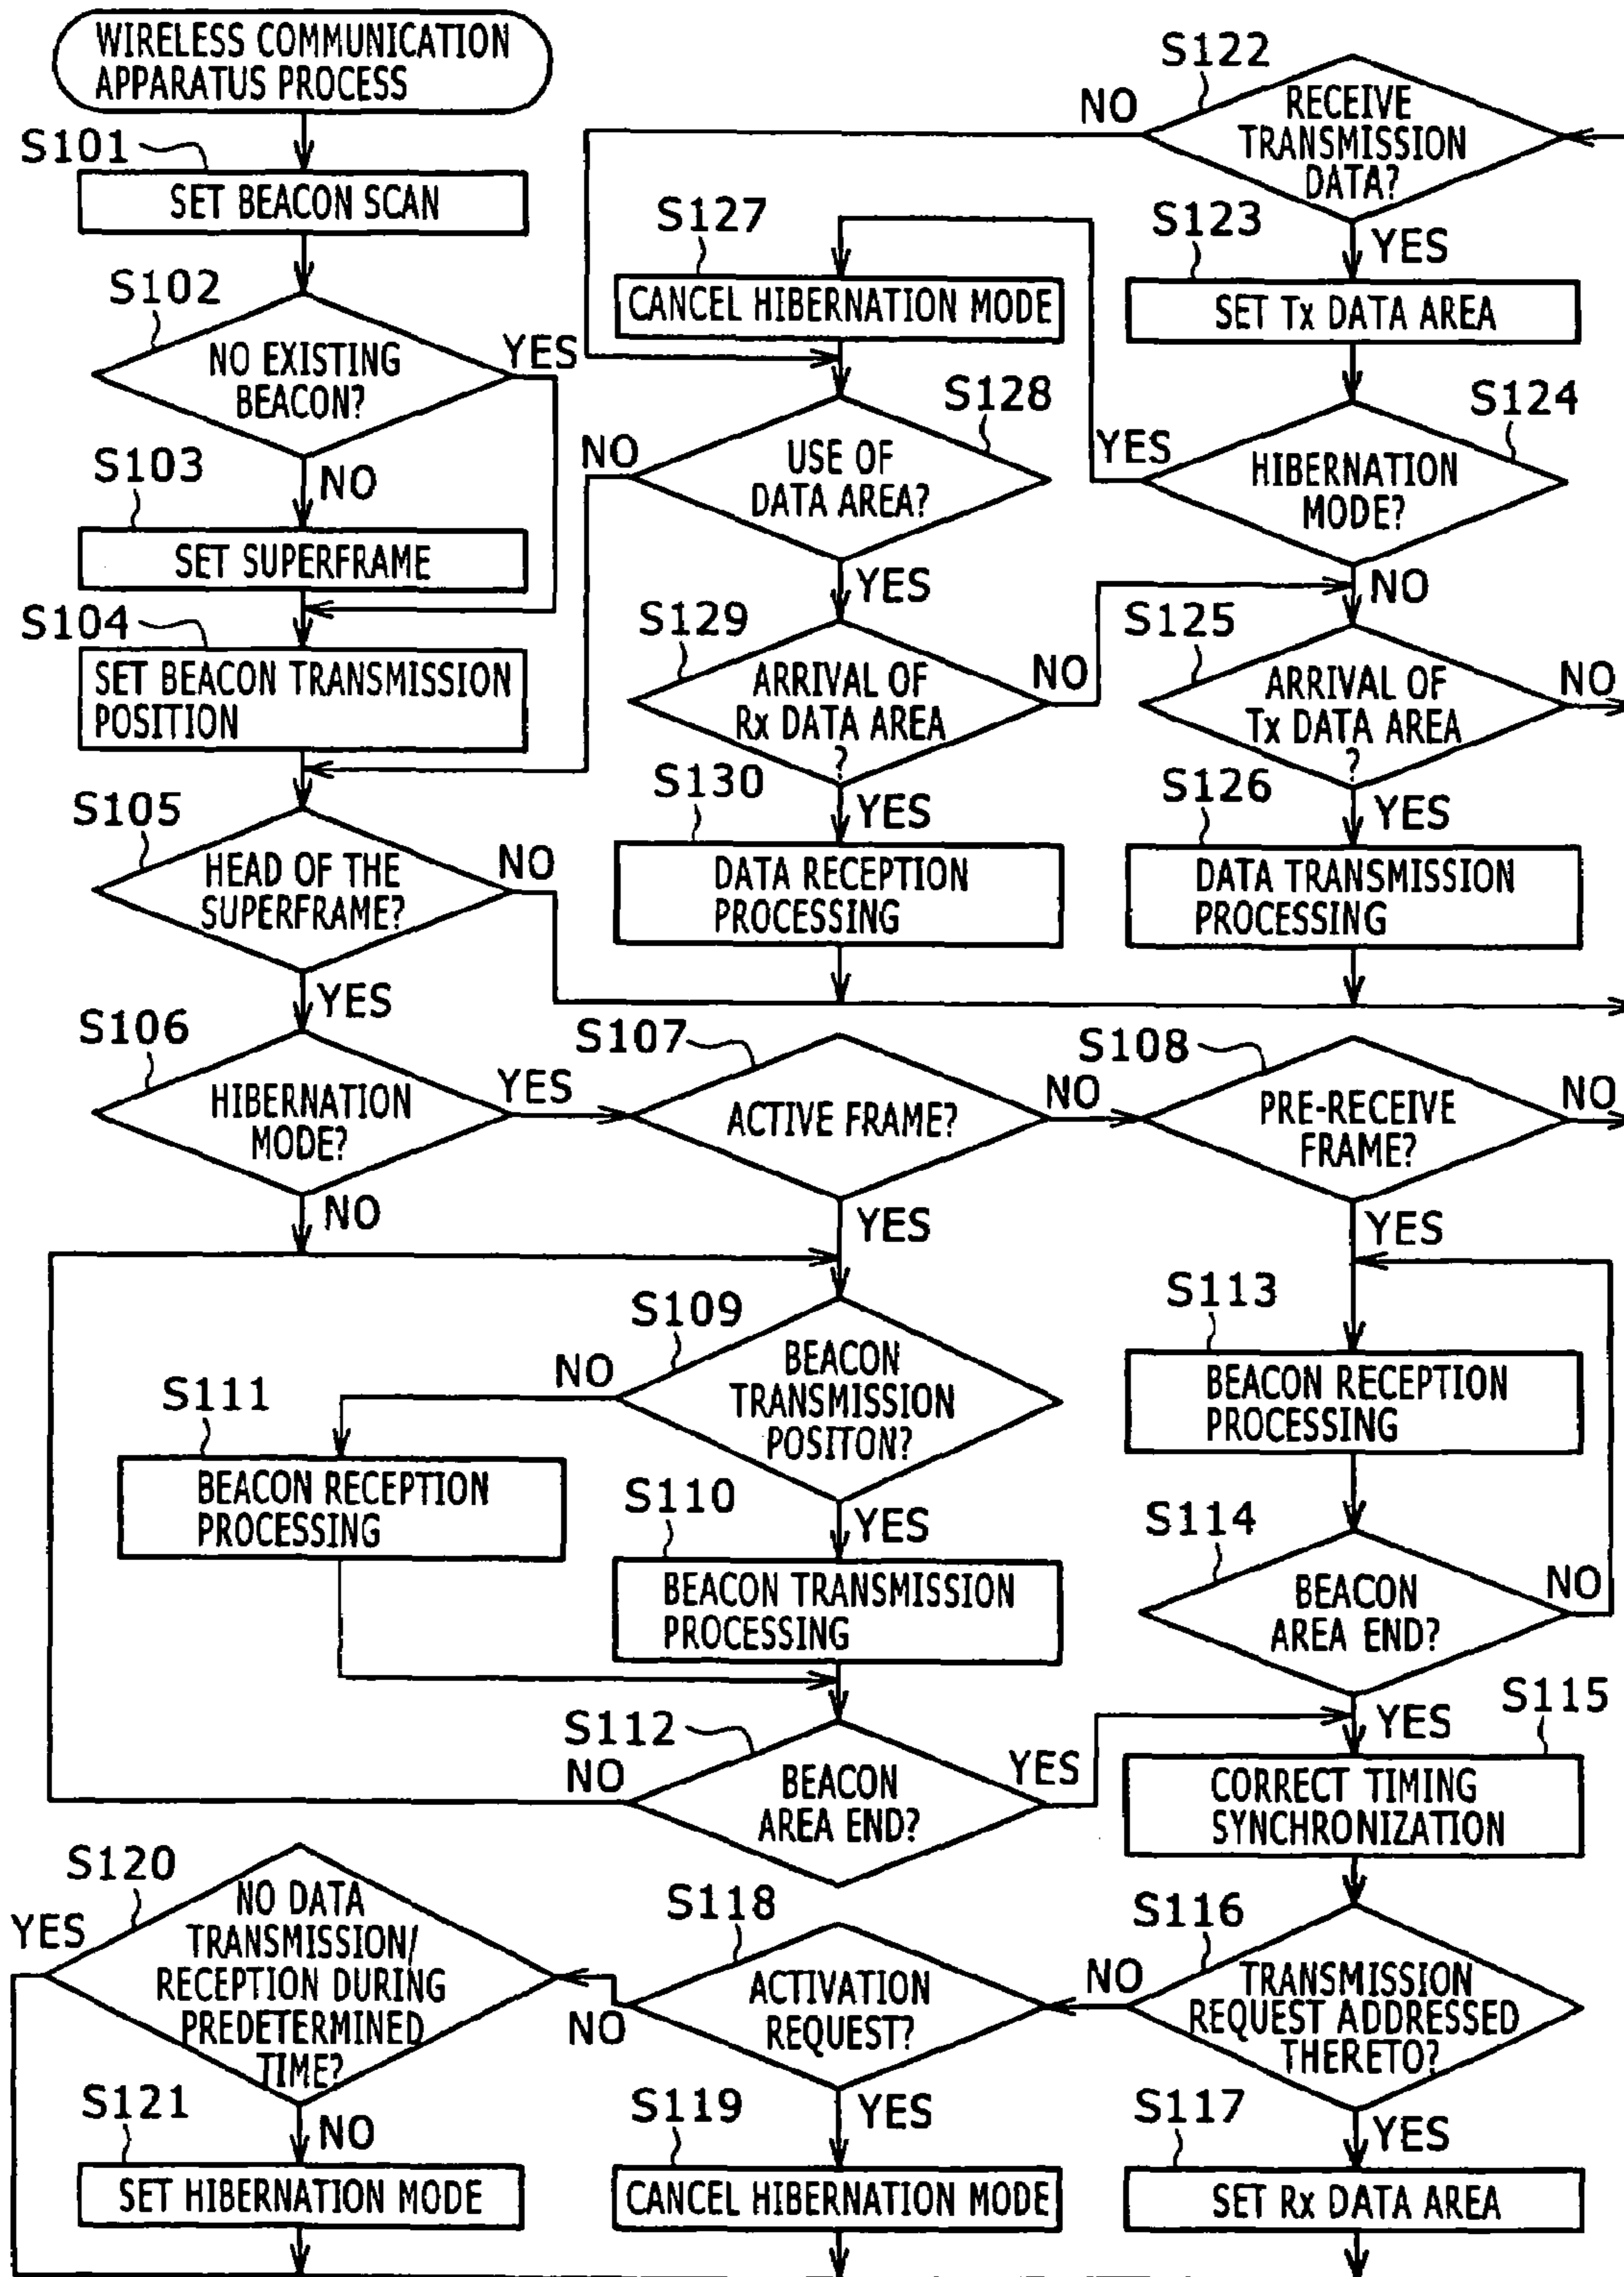 WIRELESS COMMUNICATION
APPARATUS PROCESS
S101
SET BEACON SCAN
S102
NO EXISTING
BEACON?
YES
NO
S103
SET SUPERFRAME
S104
SET BEACON TRANSMISSION
POSITION
S105
HEAD OF THE
SUPERFRAME?
NO
YES
S122
RECEIVE
TRANSMISSION
DATA?
NO
YES
S123
SET Tx DATA AREA
S124
HIBERNATION
MODE?
YES
NO
S125
ARRIVAL OF
Tx DATA AREA
?
NO
YES
S126
DATA TRANSMISSION
PROCESSING
S127
CANCEL HIBERNATION MODE
S128
USE OF
DATA AREA?
NO
YES
S129
ARRIVAL OF
Rx DATA AREA
?
NO
YES
S130
DATA RECEPTION
PROCESSING
S106
HIBERNATION
MODE?
YES
NO
S107
ACTIVE FRAME?
NO
YES
S108
PRE-RECEIVE
FRAME?
NO
YES
S109
BEACON
TRANSMISSION
POSITON?
NO
YES
S111
BEACON RECEPTION
PROCESSING
S110
BEACON TRANSMISSION
PROCESSING
S112
BEACON
AREA END?
NO
YES
S113
BEACON RECEPTION
PROCESSING
S114
BEACON
AREA END?
NO
YES
S115
CORRECT TIMING
SYNCHRONIZATION
S116
TRANSMISSION
REQUEST ADDRESSED
THERETO?
NO
YES
S117
SET Rx DATA AREA
S118
ACTIVATION
REQUEST?
NO
YES
S119
CANCEL HIBERNATION MODE
S120
NO DATA
TRANSMISSION/
RECEPTION DURING
PREDETERMINED
TIME?
YES
NO
S121
SET HIBERNATION MODE